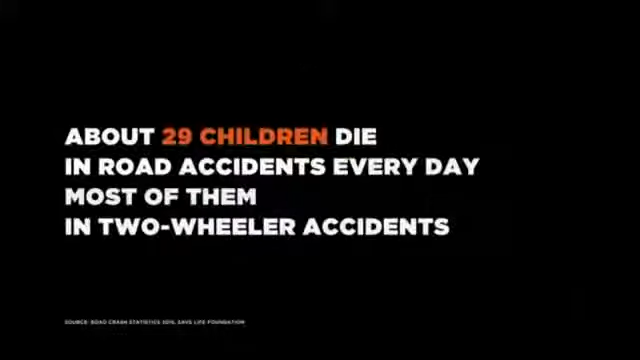 ABOUT 29 CHILDREN DIE
IN ROAD ACCIDENTS EVERY DAY
MOST OF THEM
IN TWO-WHEELER ACCIDENTS
SOURCE: ROAD CRASH STATISTICS SAVE LIFE FOUNDATION